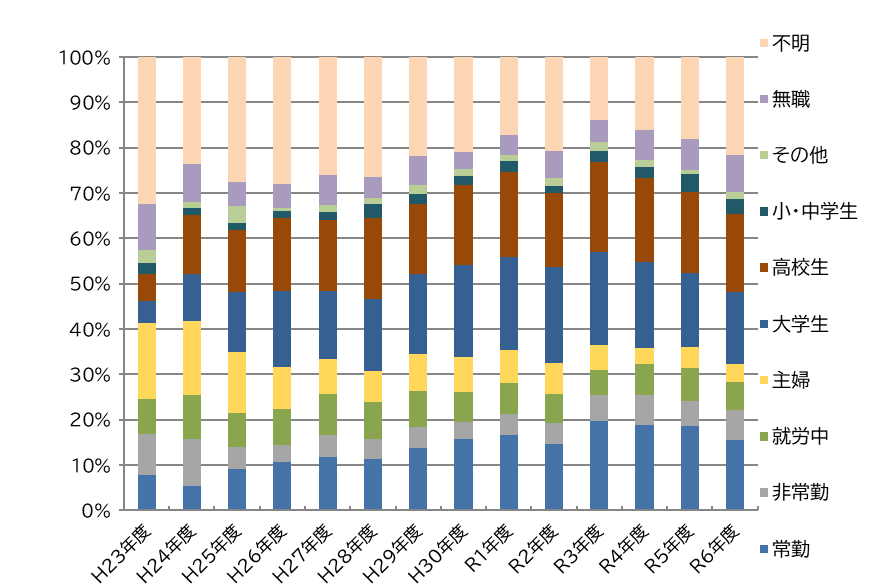 100%
90%
80%
70%
60%
50%
40%
30%
20%
10%
0%
H23年度
H24年度
H25年度
H26年度
H27年度
H28年度
H29年度
H30年度
R1年度
R2年度
R3年度
R4年度
R5年度
R6年度
不明
無職
その他
小・中学生
高校生
大学生
主婦
就労中
非常勤
常勤